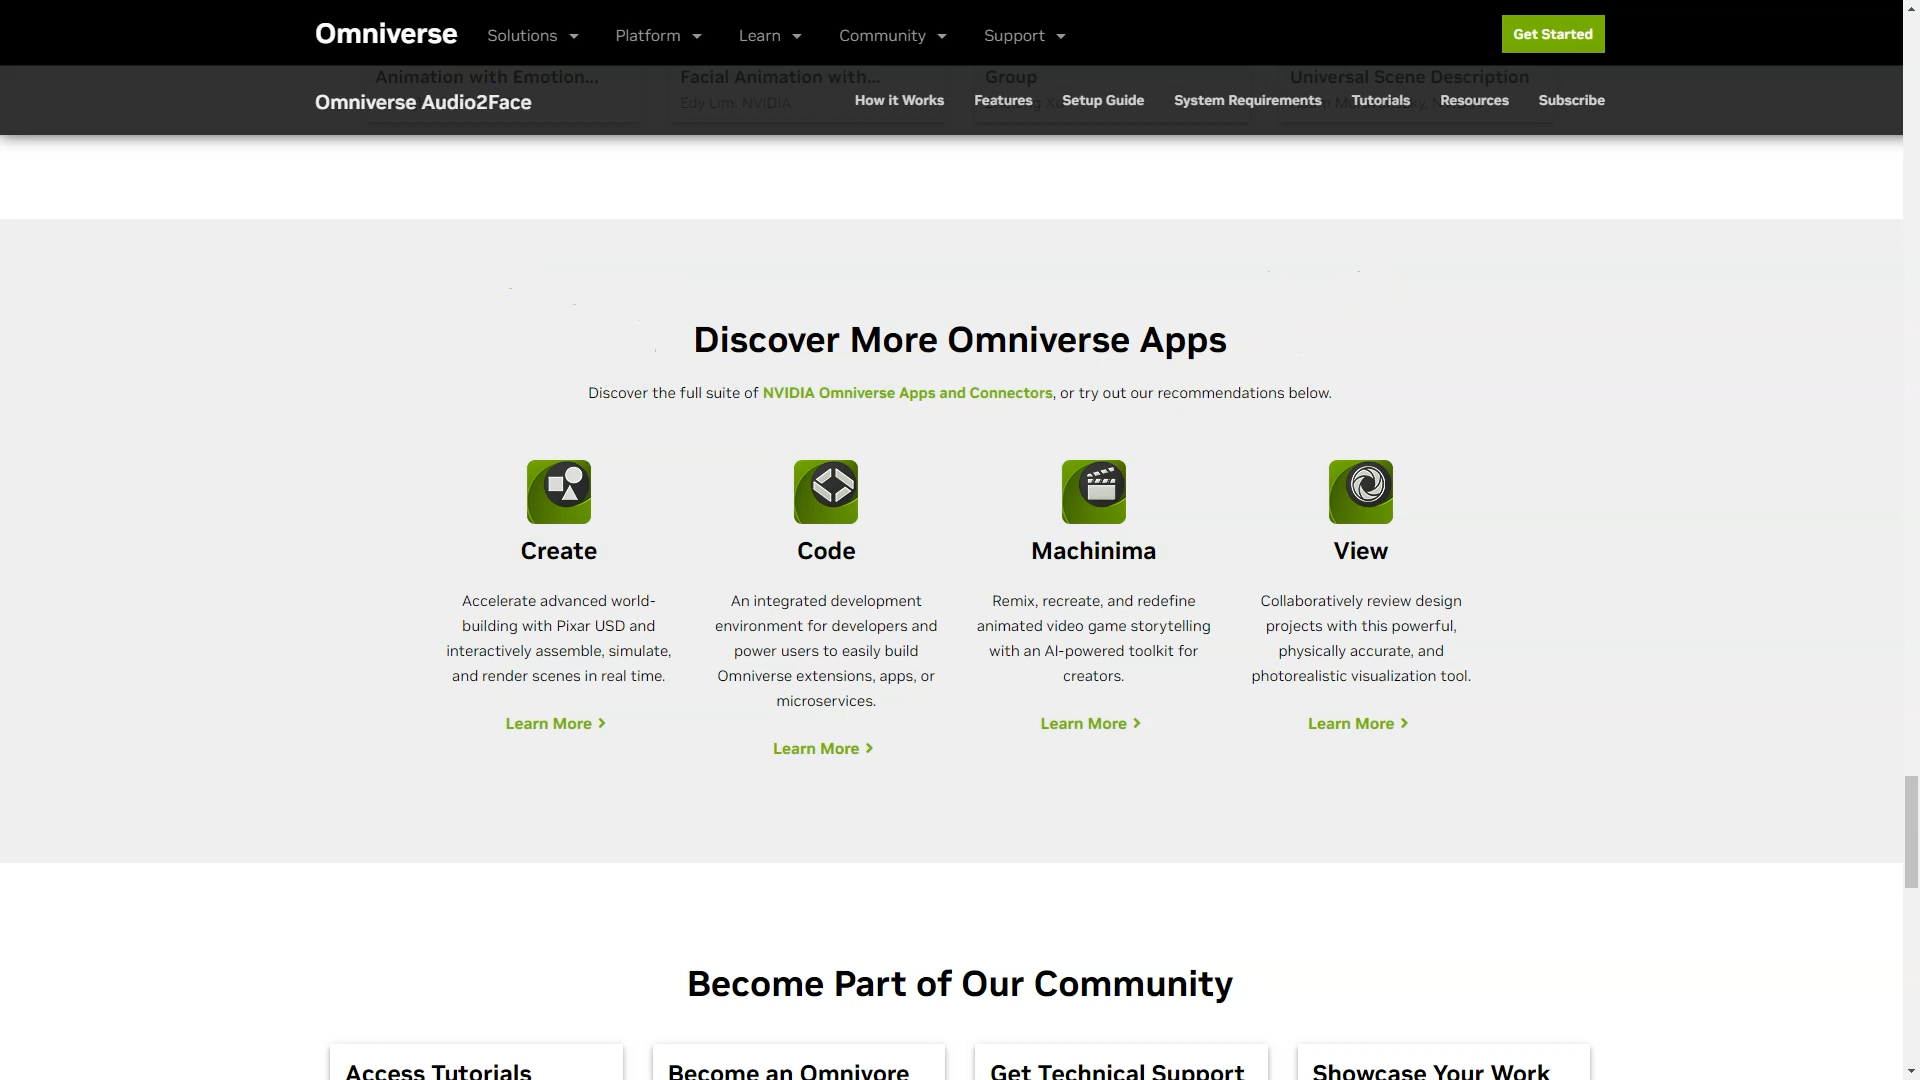 Omniverse
Solutions
Platform
Learn
Community
Support
Get Started
Animation with Emotion...
Facial Animation with...
Group
Universal Scene Description
Edy Lim, NVIDIA
Omniverse Audio2Face
How it Works
Features
Setup Guide
System Requirements
Tutorials
Resources
Subscribe
Discover More Omniverse Apps
Discover the full suite of NVIDIA Omniverse Apps and Connectors, or try out our recommendations below.
Create
Accelerate advanced world-
building with Pixar USD and
interactively assemble, simulate,
and render scenes in real time.
Learn More
Code
An integrated development
environment for developers and
power users to easily build
Omniverse extensions, apps, or
microservices.
Learn More
Machinima
Remix, recreate, and redefine
animated video game storytelling
with an AI-powered toolkit for
creators.
Learn More
View
Collaboratively review design
projects with this powerful,
physically accurate, and
photorealistic visualization tool.
Learn More
Become Part of Our Community
Access Tutorials
Become an Omnivore
Get Technical Support
Showcase Your Work